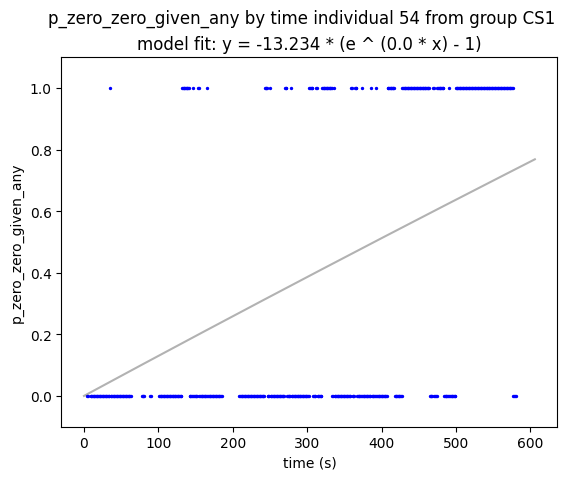 p_zero_zero_given_any by time individual 54 from group CS1
model fit: y = -13.234 * (e ^ (0.0 * x) - 1)
1.0
0.8
0.6
0.4
0.2
0.0
p_zero_zero_given_any
0 100 200 300 400 500 600
time (s)